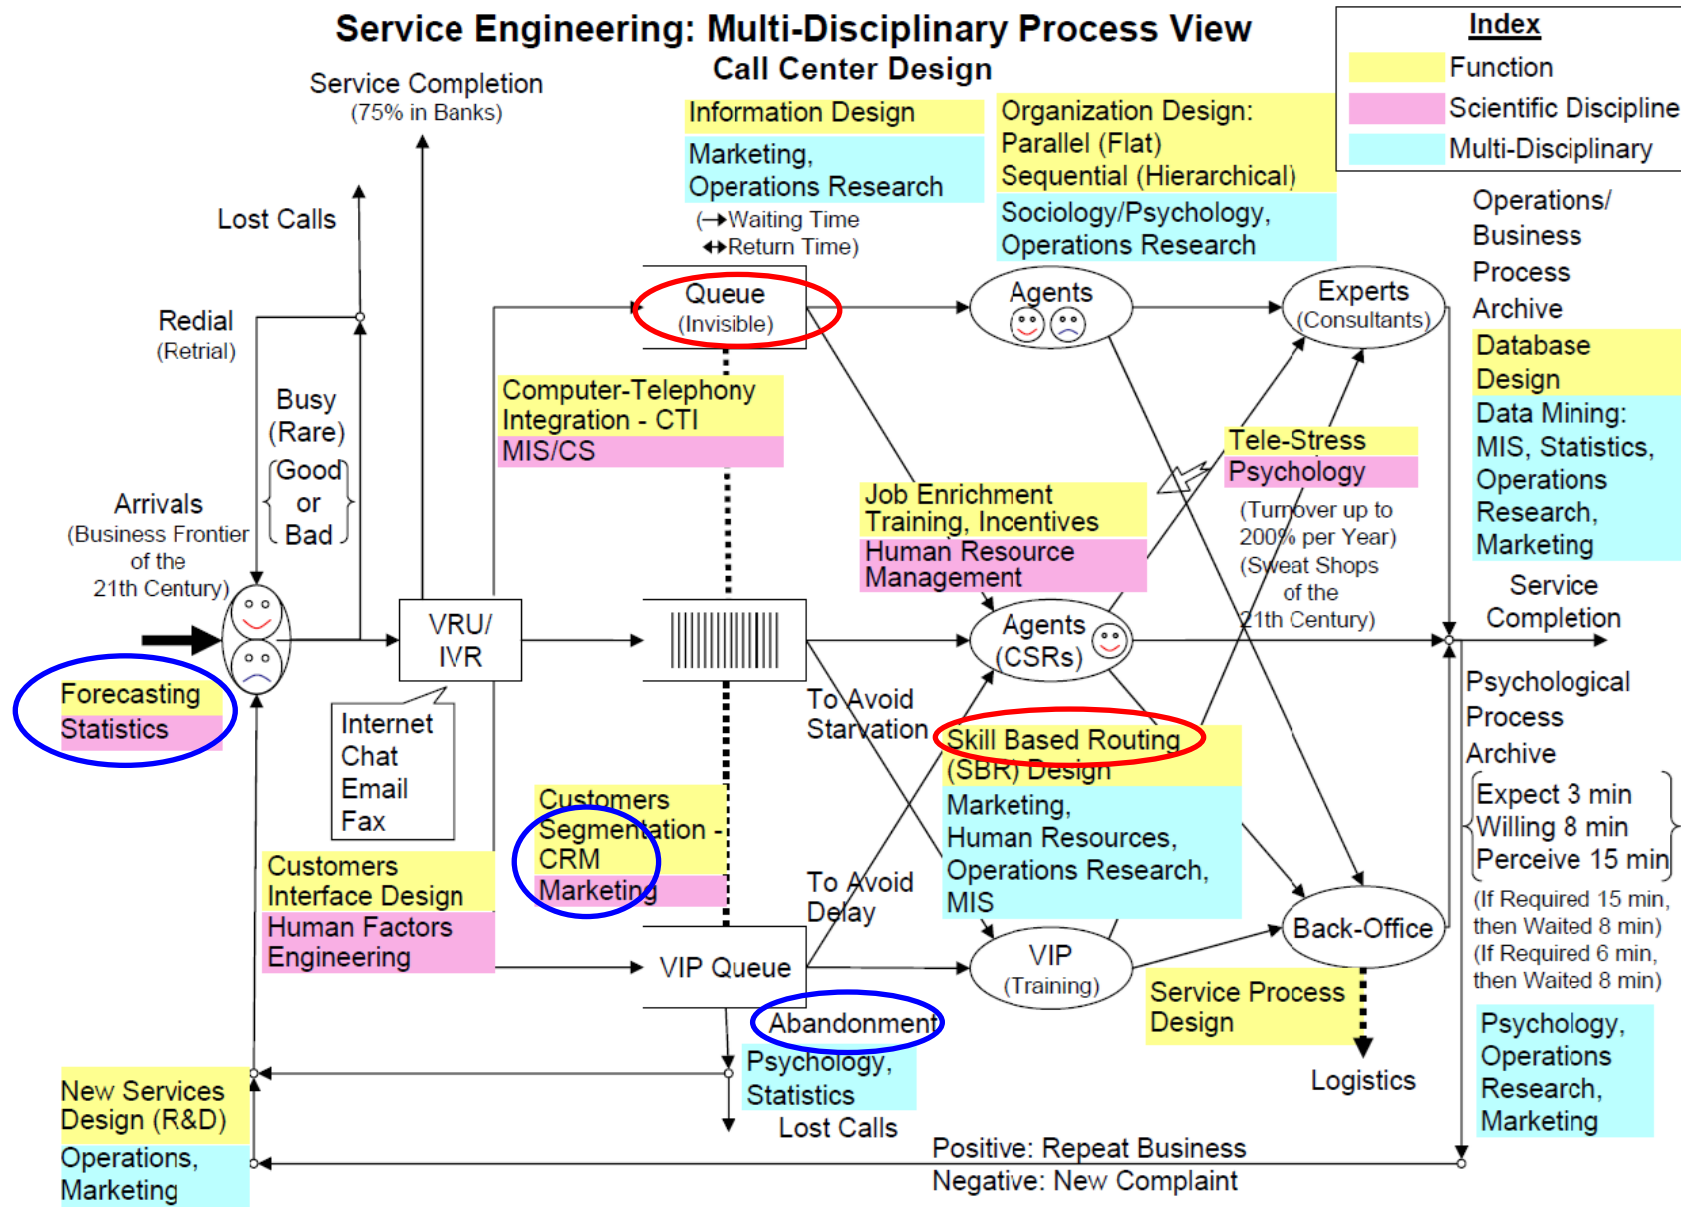 Service Engineering: Multi-Disciplinary Process View
Call Center Design
Index
Function
Scientific Discipline
Multi-Disciplinary
Service Completion
(75% in Banks)
Lost Calls
Redial
(Retrial)
Busy
(Rare)
Good
or
Bad
Arrivals
(Business Frontier
of the
21th Century)
Forecasting
Statistics
VRU/
IVR
Internet
Chat
Email
Fax
Customers
Interface Design
Human Factors
Engineering
New Services
Design (R&D)
Operations,
Marketing
Information Design
Marketing,
Operations Research
(→Waiting Time
↔Return Time)
Queue
(Invisible)
Computer-Telephony
Integration - CTI
MIS/CS
Customers
Segmentation -
CRM
Marketing
VIP Queue
Abandonment
Psychology,
Statistics
Lost Calls
Organization Design:
Parallel (Flat)
Sequential (Hierarchical)
Sociology/Psychology,
Operations Research
Agents
Experts
(Consultants)
Job Enrichment
Training, Incentives
Human Resource
Management
Tele-Stress
Psychology
(Turnover up to
200% per Year)
(Sweat Shops
of the
21th Century)
Agents
(CSRs)
To Avoid
Starvation
To Avoid
Delay
Skill Based Routing
(SBR) Design
Marketing,
Human Resources,
Operations Research,
MIS
VIP
(Training)
Back-Office
Service Process
Design
Logistics
Operations/
Business
Process
Archive
Database
Design
Data Mining:
MIS, Statistics,
Operations
Research,
Marketing
Service
Completion
Psychological
Process
Archive
Expect 3 min
Willing 8 min
Perceive 15 min
(If Required 15 min,
then Waited 8 min)
(If Required 6 min,
then Waited 8 min)
Psychology,
Operations
Research,
Marketing
Positive: Repeat Business
Negative: New Complaint